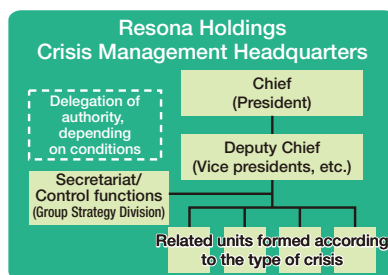 Resona Holdings
Crisis Management Headquarters
Chief
(President)
Delegation of
authority,
depending
on conditions
Deputy Chief
(Vice presidents, etc.)
Secretariat/
Control functions
(Group Strategy Division)
Related units formed according
to the type of crisis